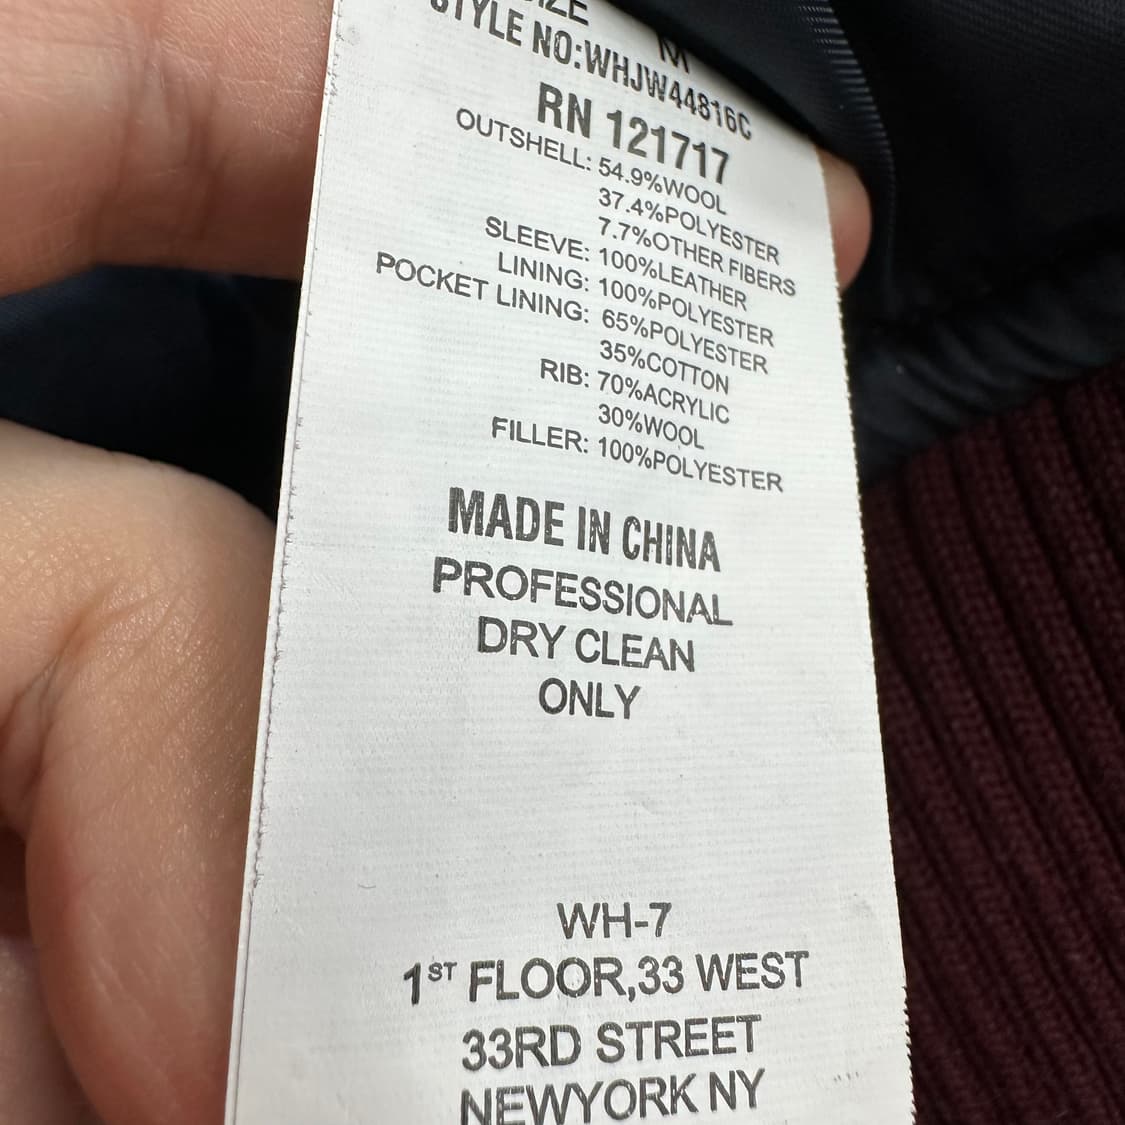 SIZE M
STYLE NO:WHJW44816C
RN 121717
OUTSHELL: 54.9%WOOL
37.4%POLYESTER
7.7%OTHER FIBERS
SLEEVE: 100%LEATHER
LINING: 100%POLYESTER
POCKET LINING: 65%POLYESTER
35%COTTON
RIB: 70%ACRYLIC
30%WOOL
FILLER: 100%POLYESTER
MADE IN CHINA
PROFESSIONAL
DRY CLEAN
ONLY
WH-7
1ST FLOOR,33 WEST
33RD STREET
NEWYORK NY